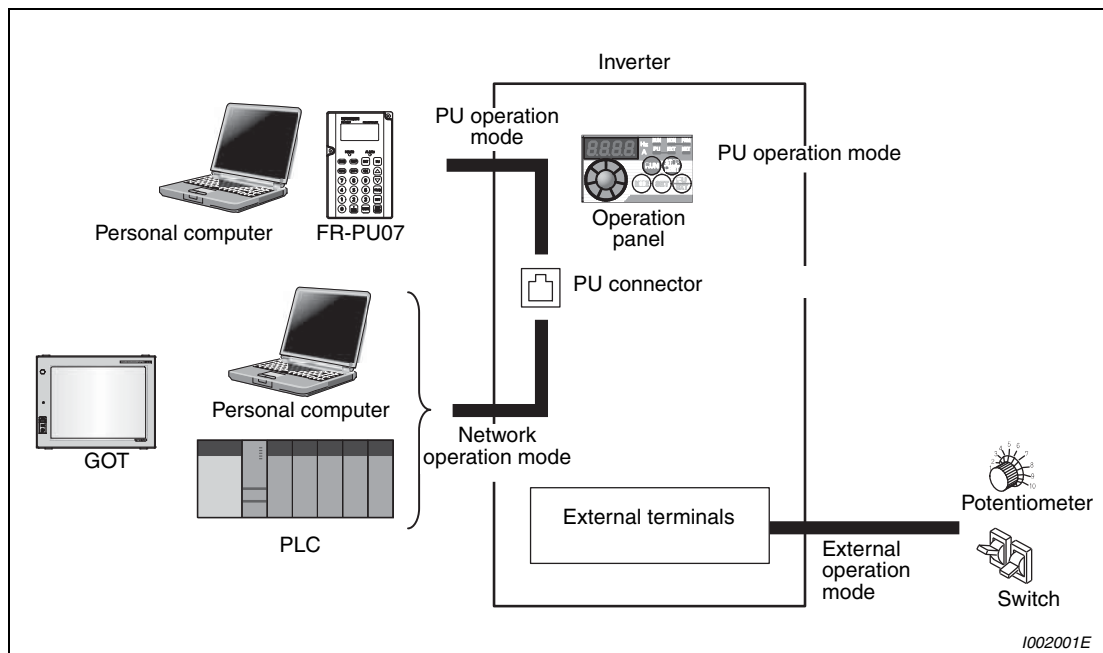 Inverter
PU operation
mode
PU operation mode
Operation
panel
Personal computer
FR-PU07
PU connector
Personal computer
GOT
Network
operation mode
PLC
External terminals
External
operation
mode
Potentiometer
Switch
I002001E